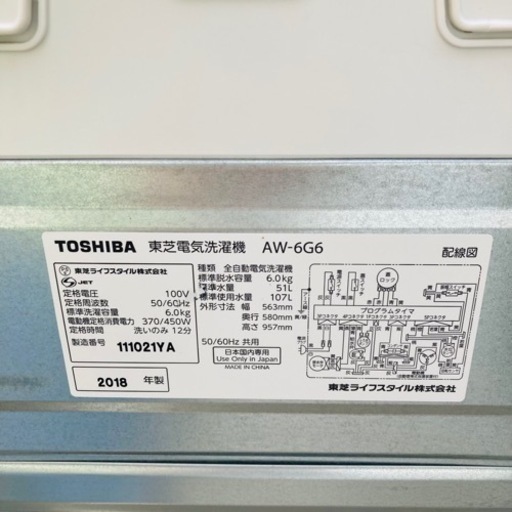 TOSHIBA 東芝電気洗濯機 AW-6G6
東芝ライフスタイル株式会社
JET
定格電圧 100V
定格周波数 50/60Hz
標準洗濯容量 6.0kg
電動機定格消費電力 370/450W
定格時間 洗いのみ 12分
製造番号 111021YA
2018 年製
種類 全自動電気洗濯機
標準脱水容量 6.0kg
標準水量 51L
標準使用水量 107L
外形寸法 幅 563mm
奥行 580mm
高さ 957mm
50/60Hz 共用
日本国内専用
Use Only in Japan
MADE IN CHINA
配線図
蓋
ロック
プログラムタイマ
東芝ライフスタイル株式会社